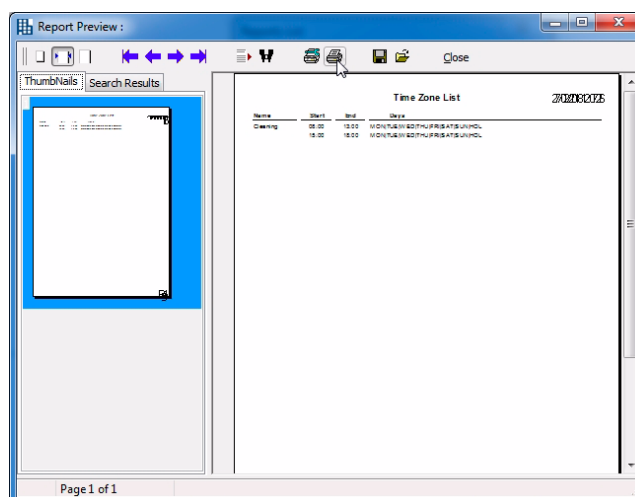 Report Preview :
Close
ThumbNails
Search Results
Time Zone List
Name Start End Days
Cleaning 08:00 13:00 MON|TUE|WED|THU|FRI|SAT|SUN|HOL
15:00 18:00 MON|TUE|WED|THU|FRI|SAT|SUN|HOL
Page 1 of 1